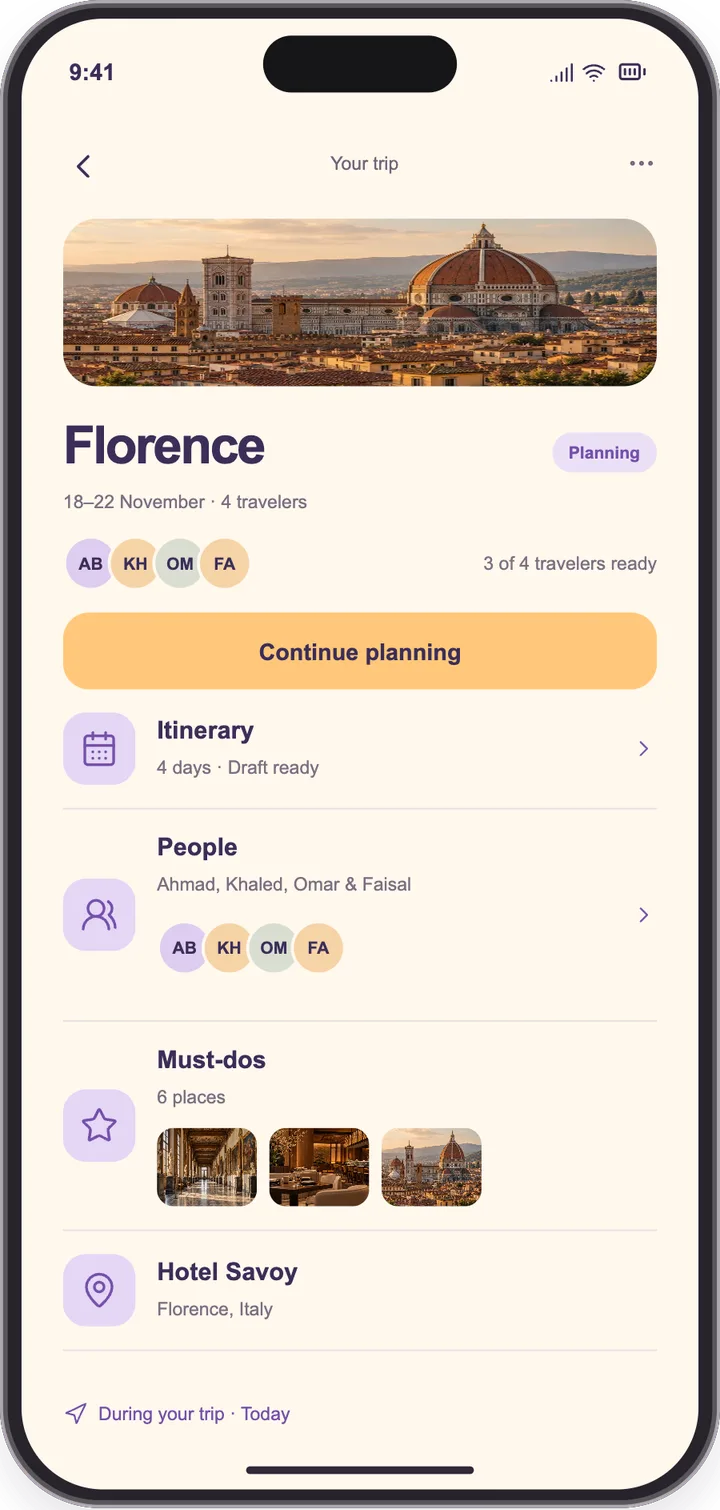 9:41
Your trip
Florence
Planning
18–22 November · 4 travelers
AB KH OM FA
3 of 4 travelers ready
Continue planning
Itinerary
4 days · Draft ready
People
Ahmad, Khaled, Omar & Faisal
AB KH OM FA
Must-dos
6 places
Hotel Savoy
Florence, Italy
During your trip · Today